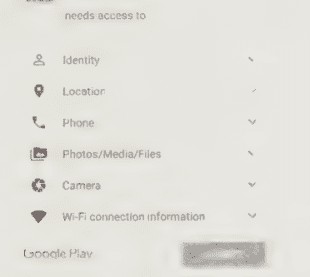 needs access to
Identity
Location
Phone
Photos/Media/Files
Camera
Wi-Fi connection information
Google Play